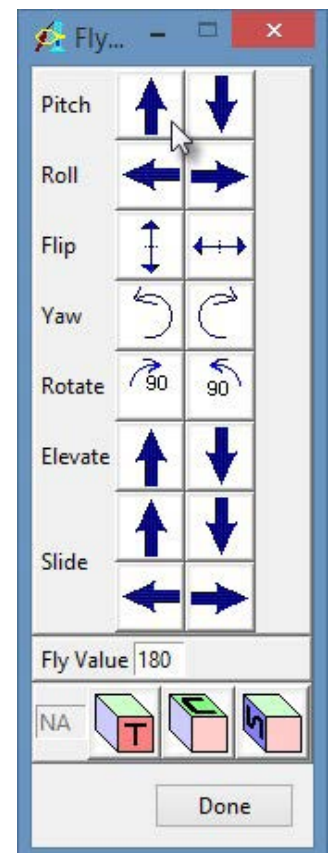 Fly...
Pitch
Roll
Flip
Yaw
Rotate 90 90
Elevate
Slide
Fly Value 180
NA T
Done